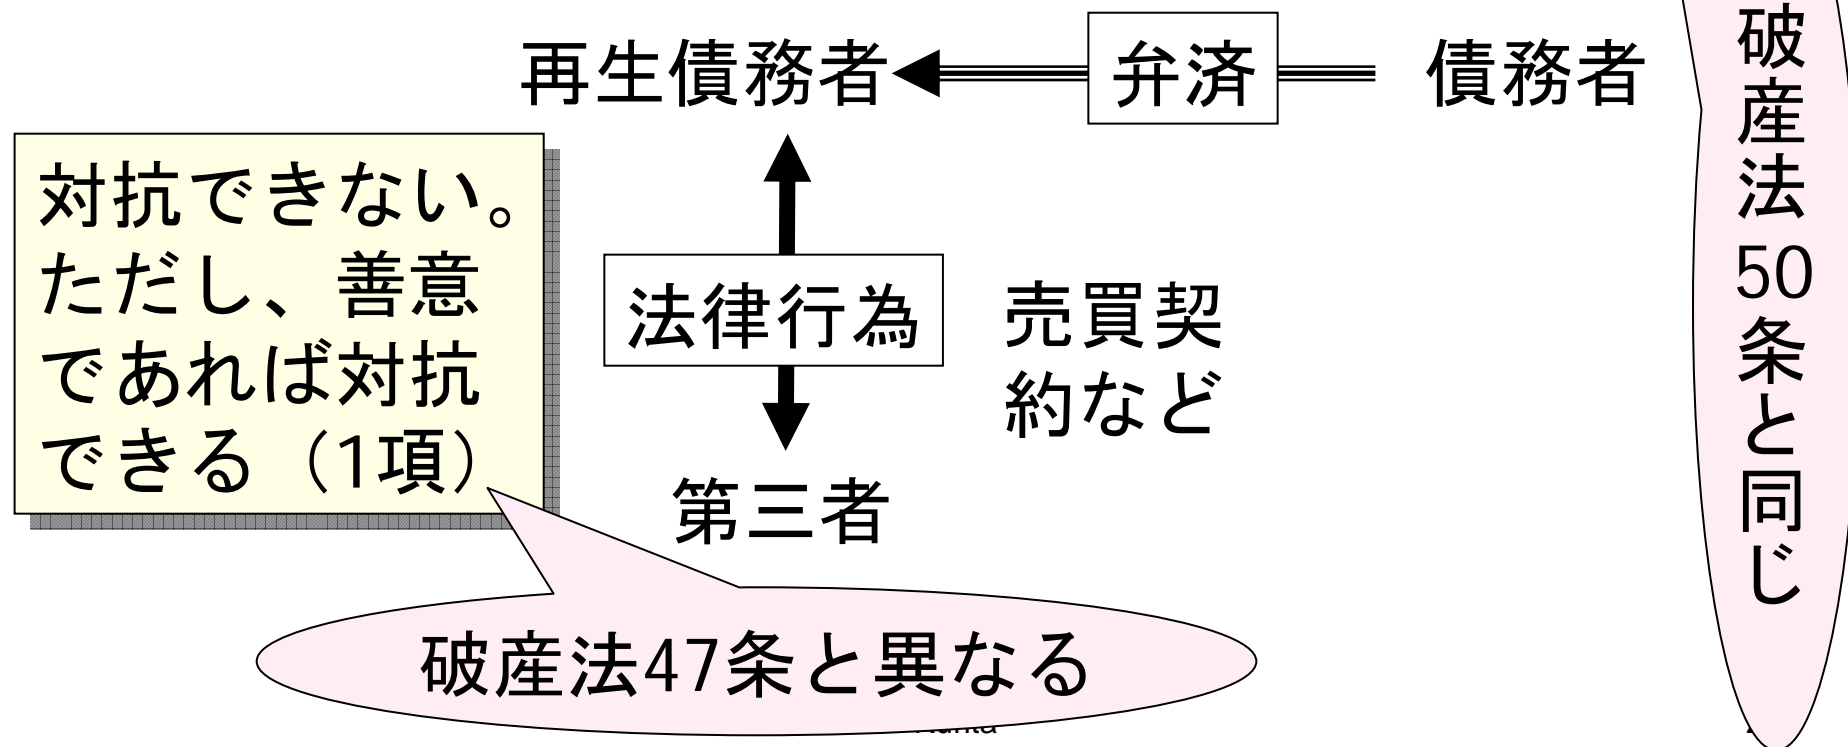 再生債務者
弁済
債務者
対抗できない。
ただし、善意
であれば対抗
できる（1項）
法律行為
売買契
約など
第三者
破産法47条と異なる
破産法50条と同じ